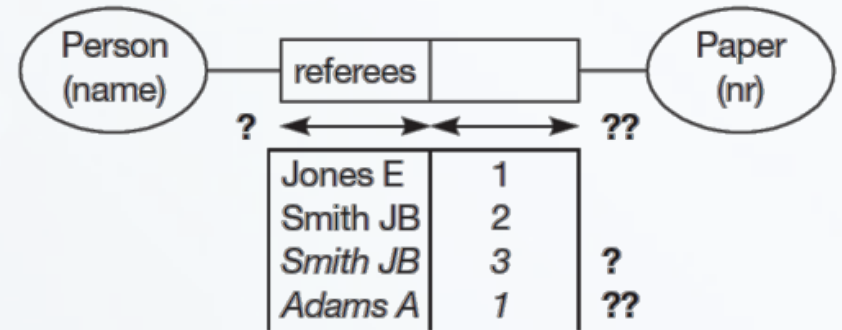 Person
(name)
referees
Paper
(nr)
? ??
Jones E 1
Smith JB 2
Smith JB 3 ?
Adams A 1 ??